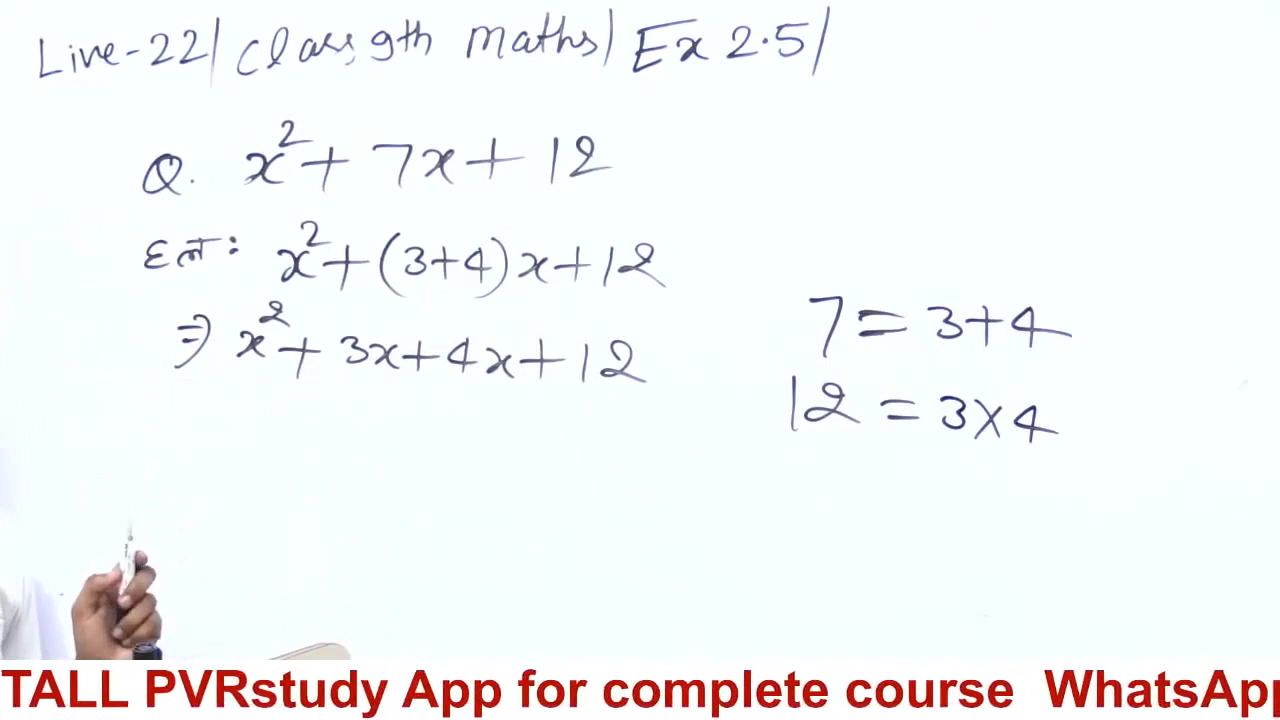 Live-22| Class 9th maths| Ex 2.5|
Q. x² + 7x + 12
हल: x² + (3+4)x + 12
⇒ x² + 3x + 4x + 12
7 = 3+4
12 = 3×4
TALL PVRstudy App for complete course WhatsApp